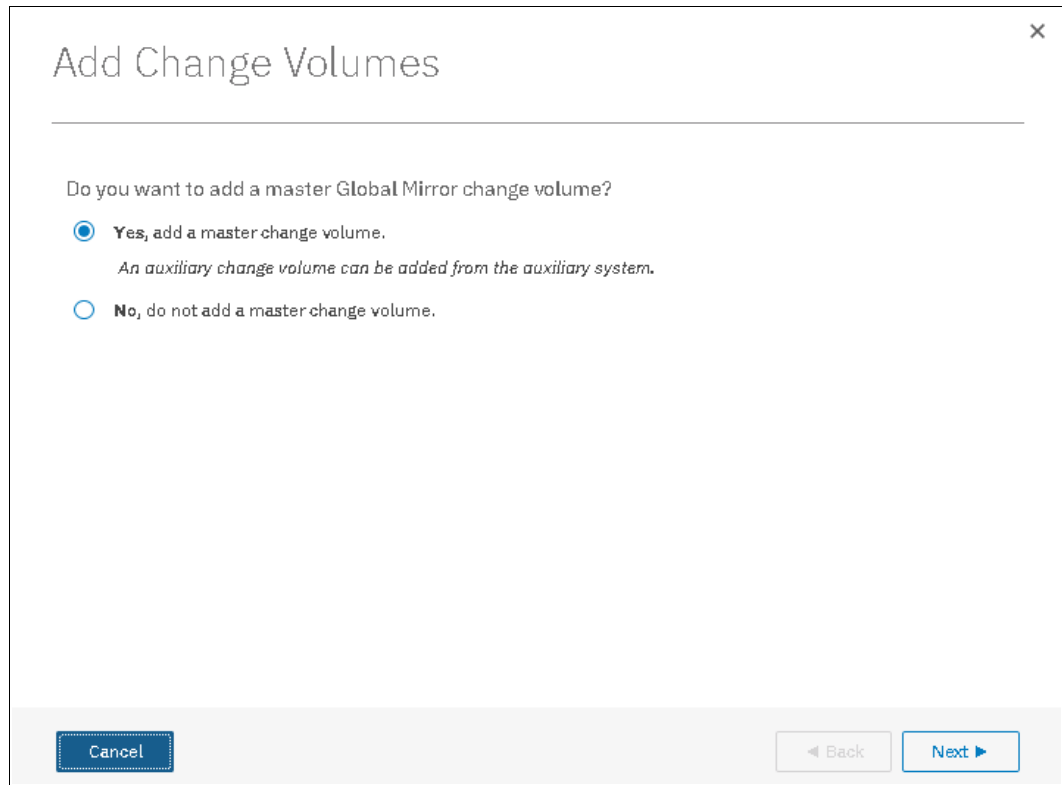 Add Change Volumes
Do you want to add a master Global Mirror change volume?
Yes, add a master change volume.
An auxiliary change volume can be added from the auxiliary system.
No, do not add a master change volume.
Cancel
Back
Next